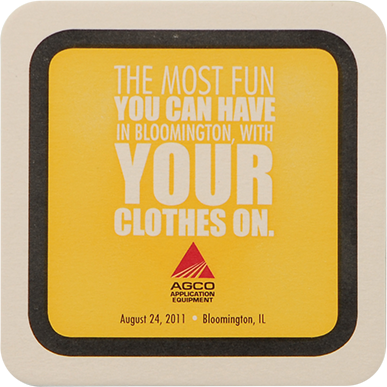 THE MOST FUN
YOU CAN HAVE
IN BLOOMINGTON, WITH
YOUR
CLOTHES ON.
AGCO
APPLICATION
EQUIPMENT
August 24, 2011 • Bloomington, IL